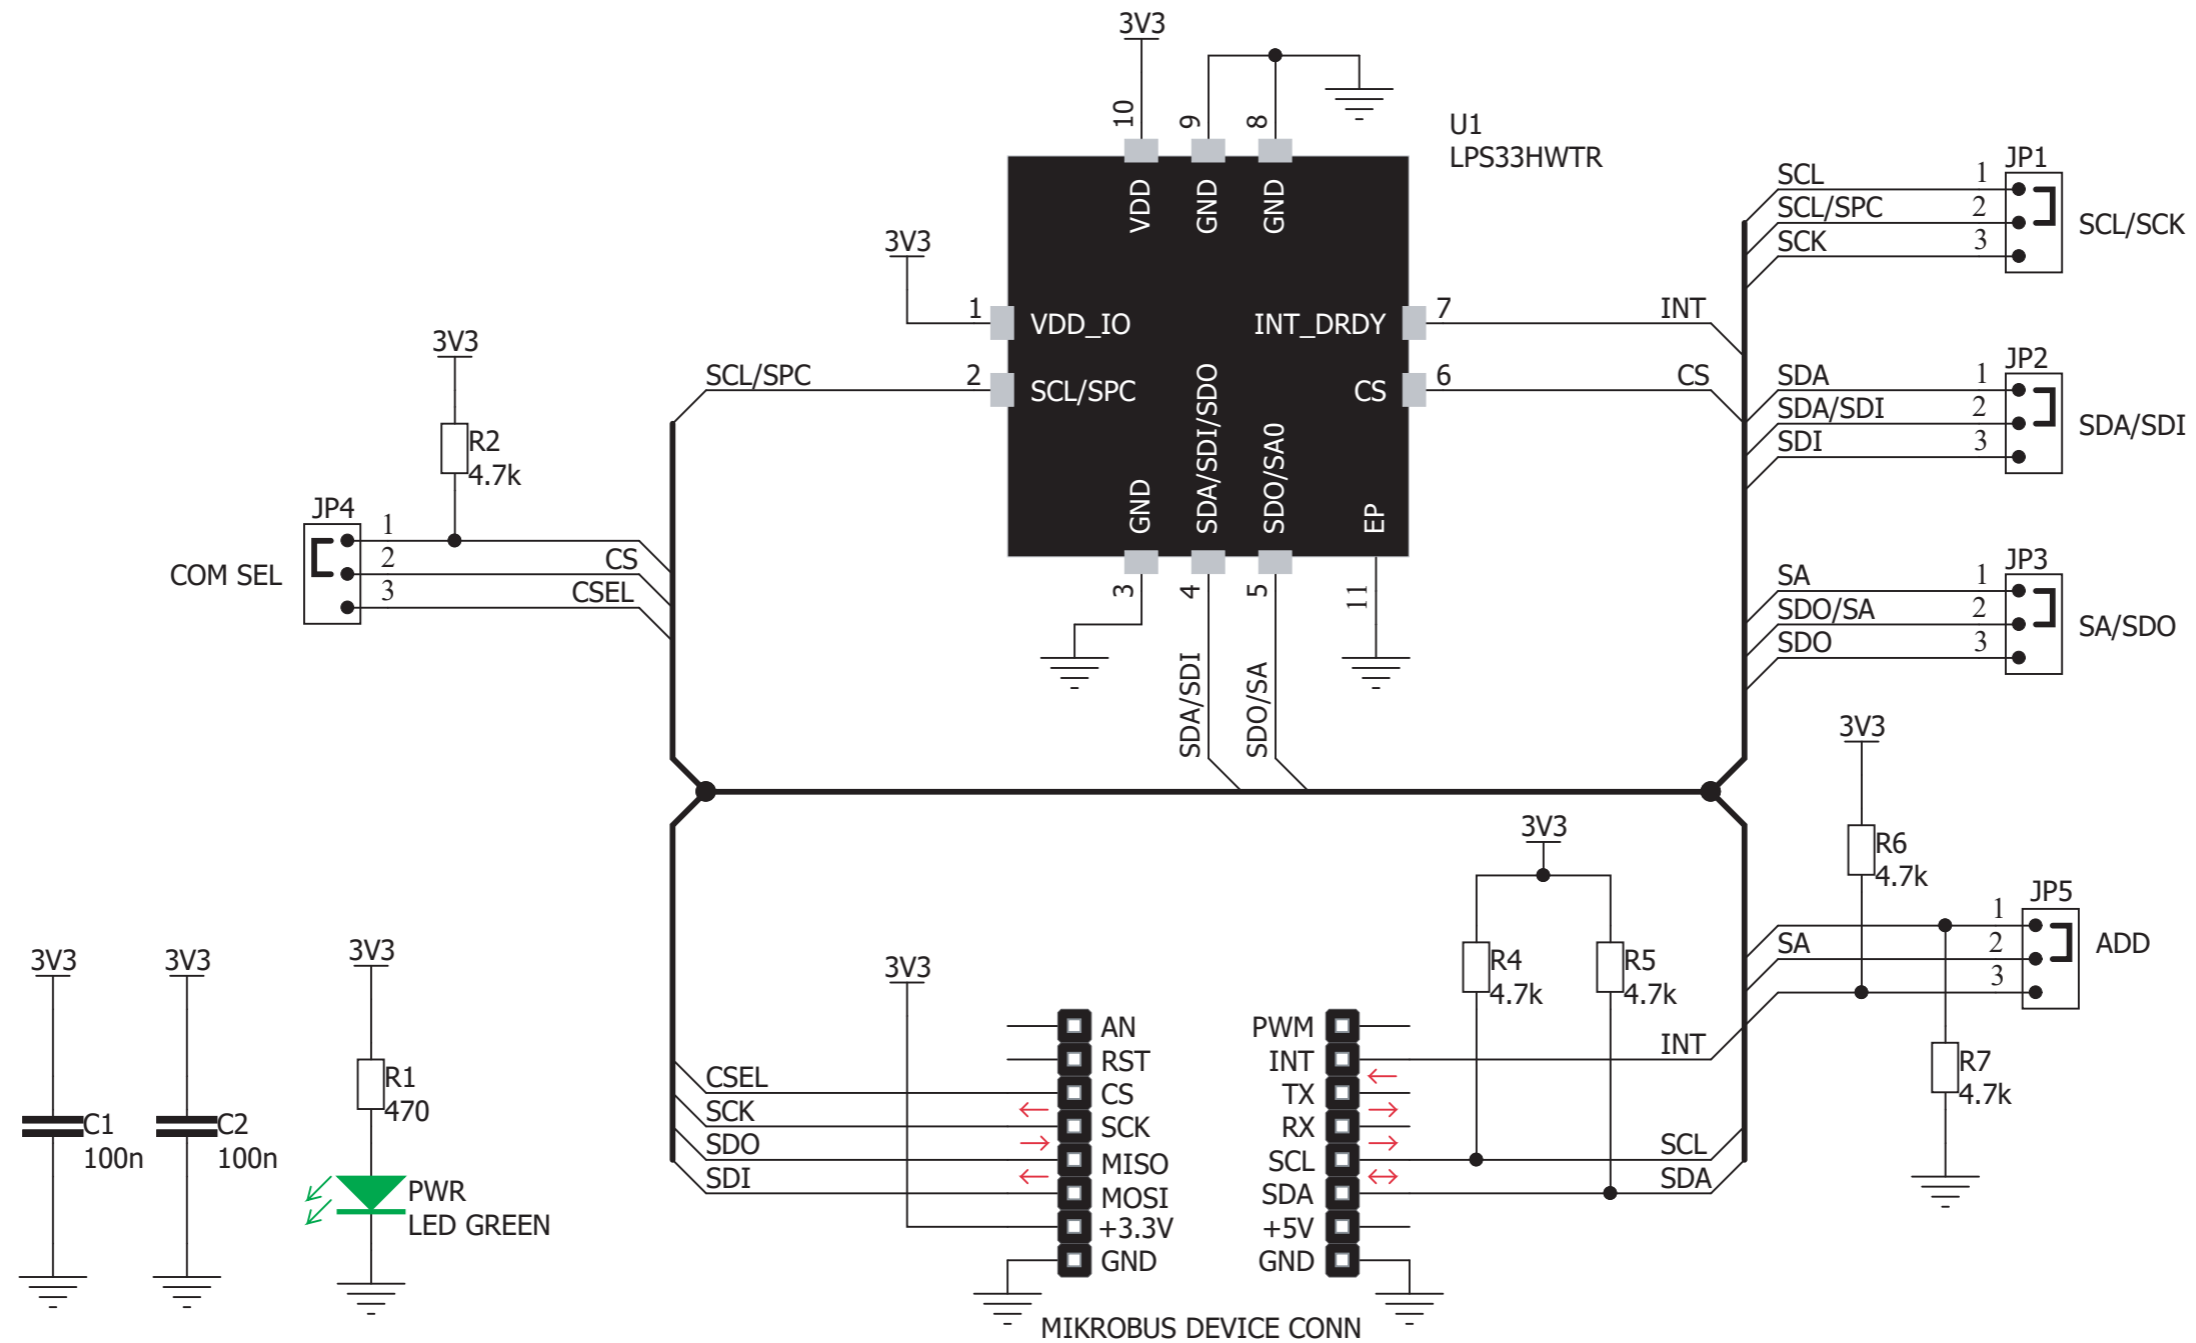 3V3
10
9
8
U1
LPS33HWTR
VDD
GND
GND
3V3
1
VDD_IO
2
SCL/SPC
SCL/SPC
INT_DRDY
7
INT
CS
6
CS
GND
SDA/SDI/SDO
SDO/SA0
EP
3
4
5
11
SDA/SDI
SDO/SA
JP1
SCL
1
SCL/SPC
2
SCK
3
SCL/SCK
JP2
SDA
1
SDA/SDI
2
SDI
3
SDA/SDI
JP3
SA
1
SDO/SA
2
SDO
3
SA/SDO
3V3
R2
4.7k
JP4
1
2
CS
3
CSEL
COM SEL
3V3
R6
4.7k
JP5
1
SA
2
3
ADD
R7
4.7k
3V3
R4
4.7k
R5
4.7k
3V3
C1
100n
3V3
C2
100n
3V3
R1
470
PWR
LED GREEN
3V3
AN
RST
CSEL
CS
SCK
SCK
SDO
MISO
SDI
MOSI
+3.3V
GND
PWM
INT
INT
TX
RX
SCL
SCL
SDA
SDA
+5V
GND
MIKROBUS DEVICE CONN